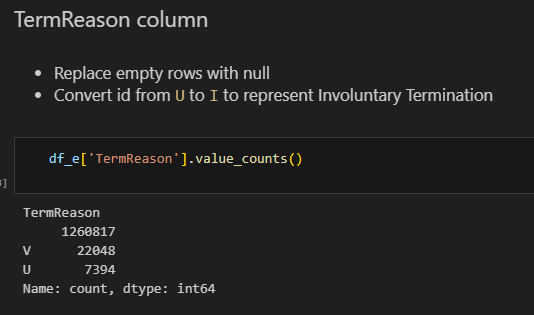 TermReason column
• Replace empty rows with null
• Convert id from U to I to represent Involuntary Termination
df_e['TermReason'].value_counts()
]
TermReason
     1260817
V      22048
U       7394
Name: count, dtype: int64